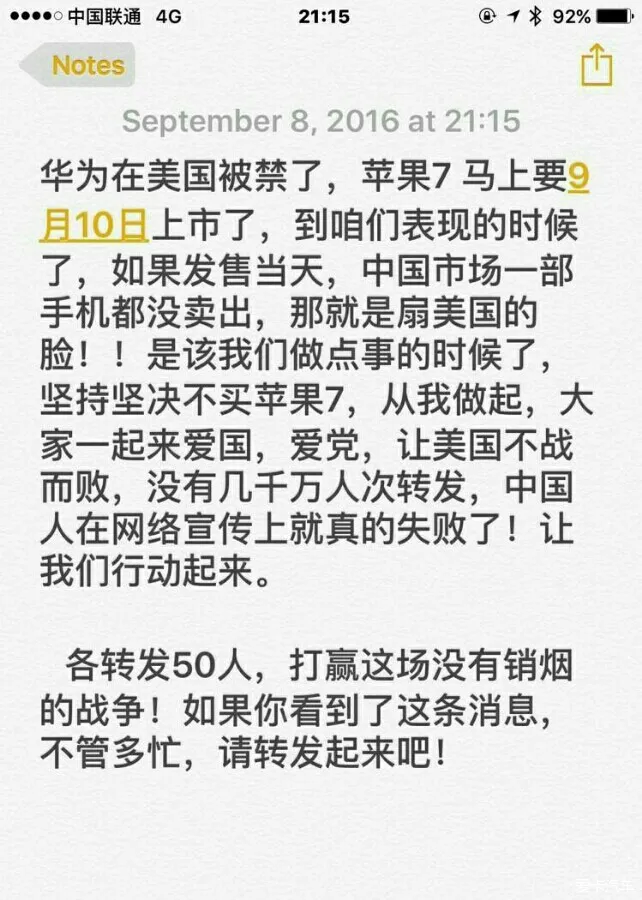 中国联通 4G 21:15 92%
Notes
September 8, 2016 at 21:15
华为在美国被禁了，苹果7 马上要9
月10日上市了，到咱们表现的时候
了，如果发售当天，中国市场一部
手机都没卖出，那就是扇美国的
脸！！是该我们做点事的时候了，
坚持坚决不买苹果7，从我做起，大
家一起来爱国，爱党，让美国不战
而败，没有几千万人次转发，中国
人在网络宣传上就真的失败了！让
我们行动起来。
各转发50人，打赢这场没有销烟
的战争！如果你看到了这条消息，
不管多忙，请转发起来吧！